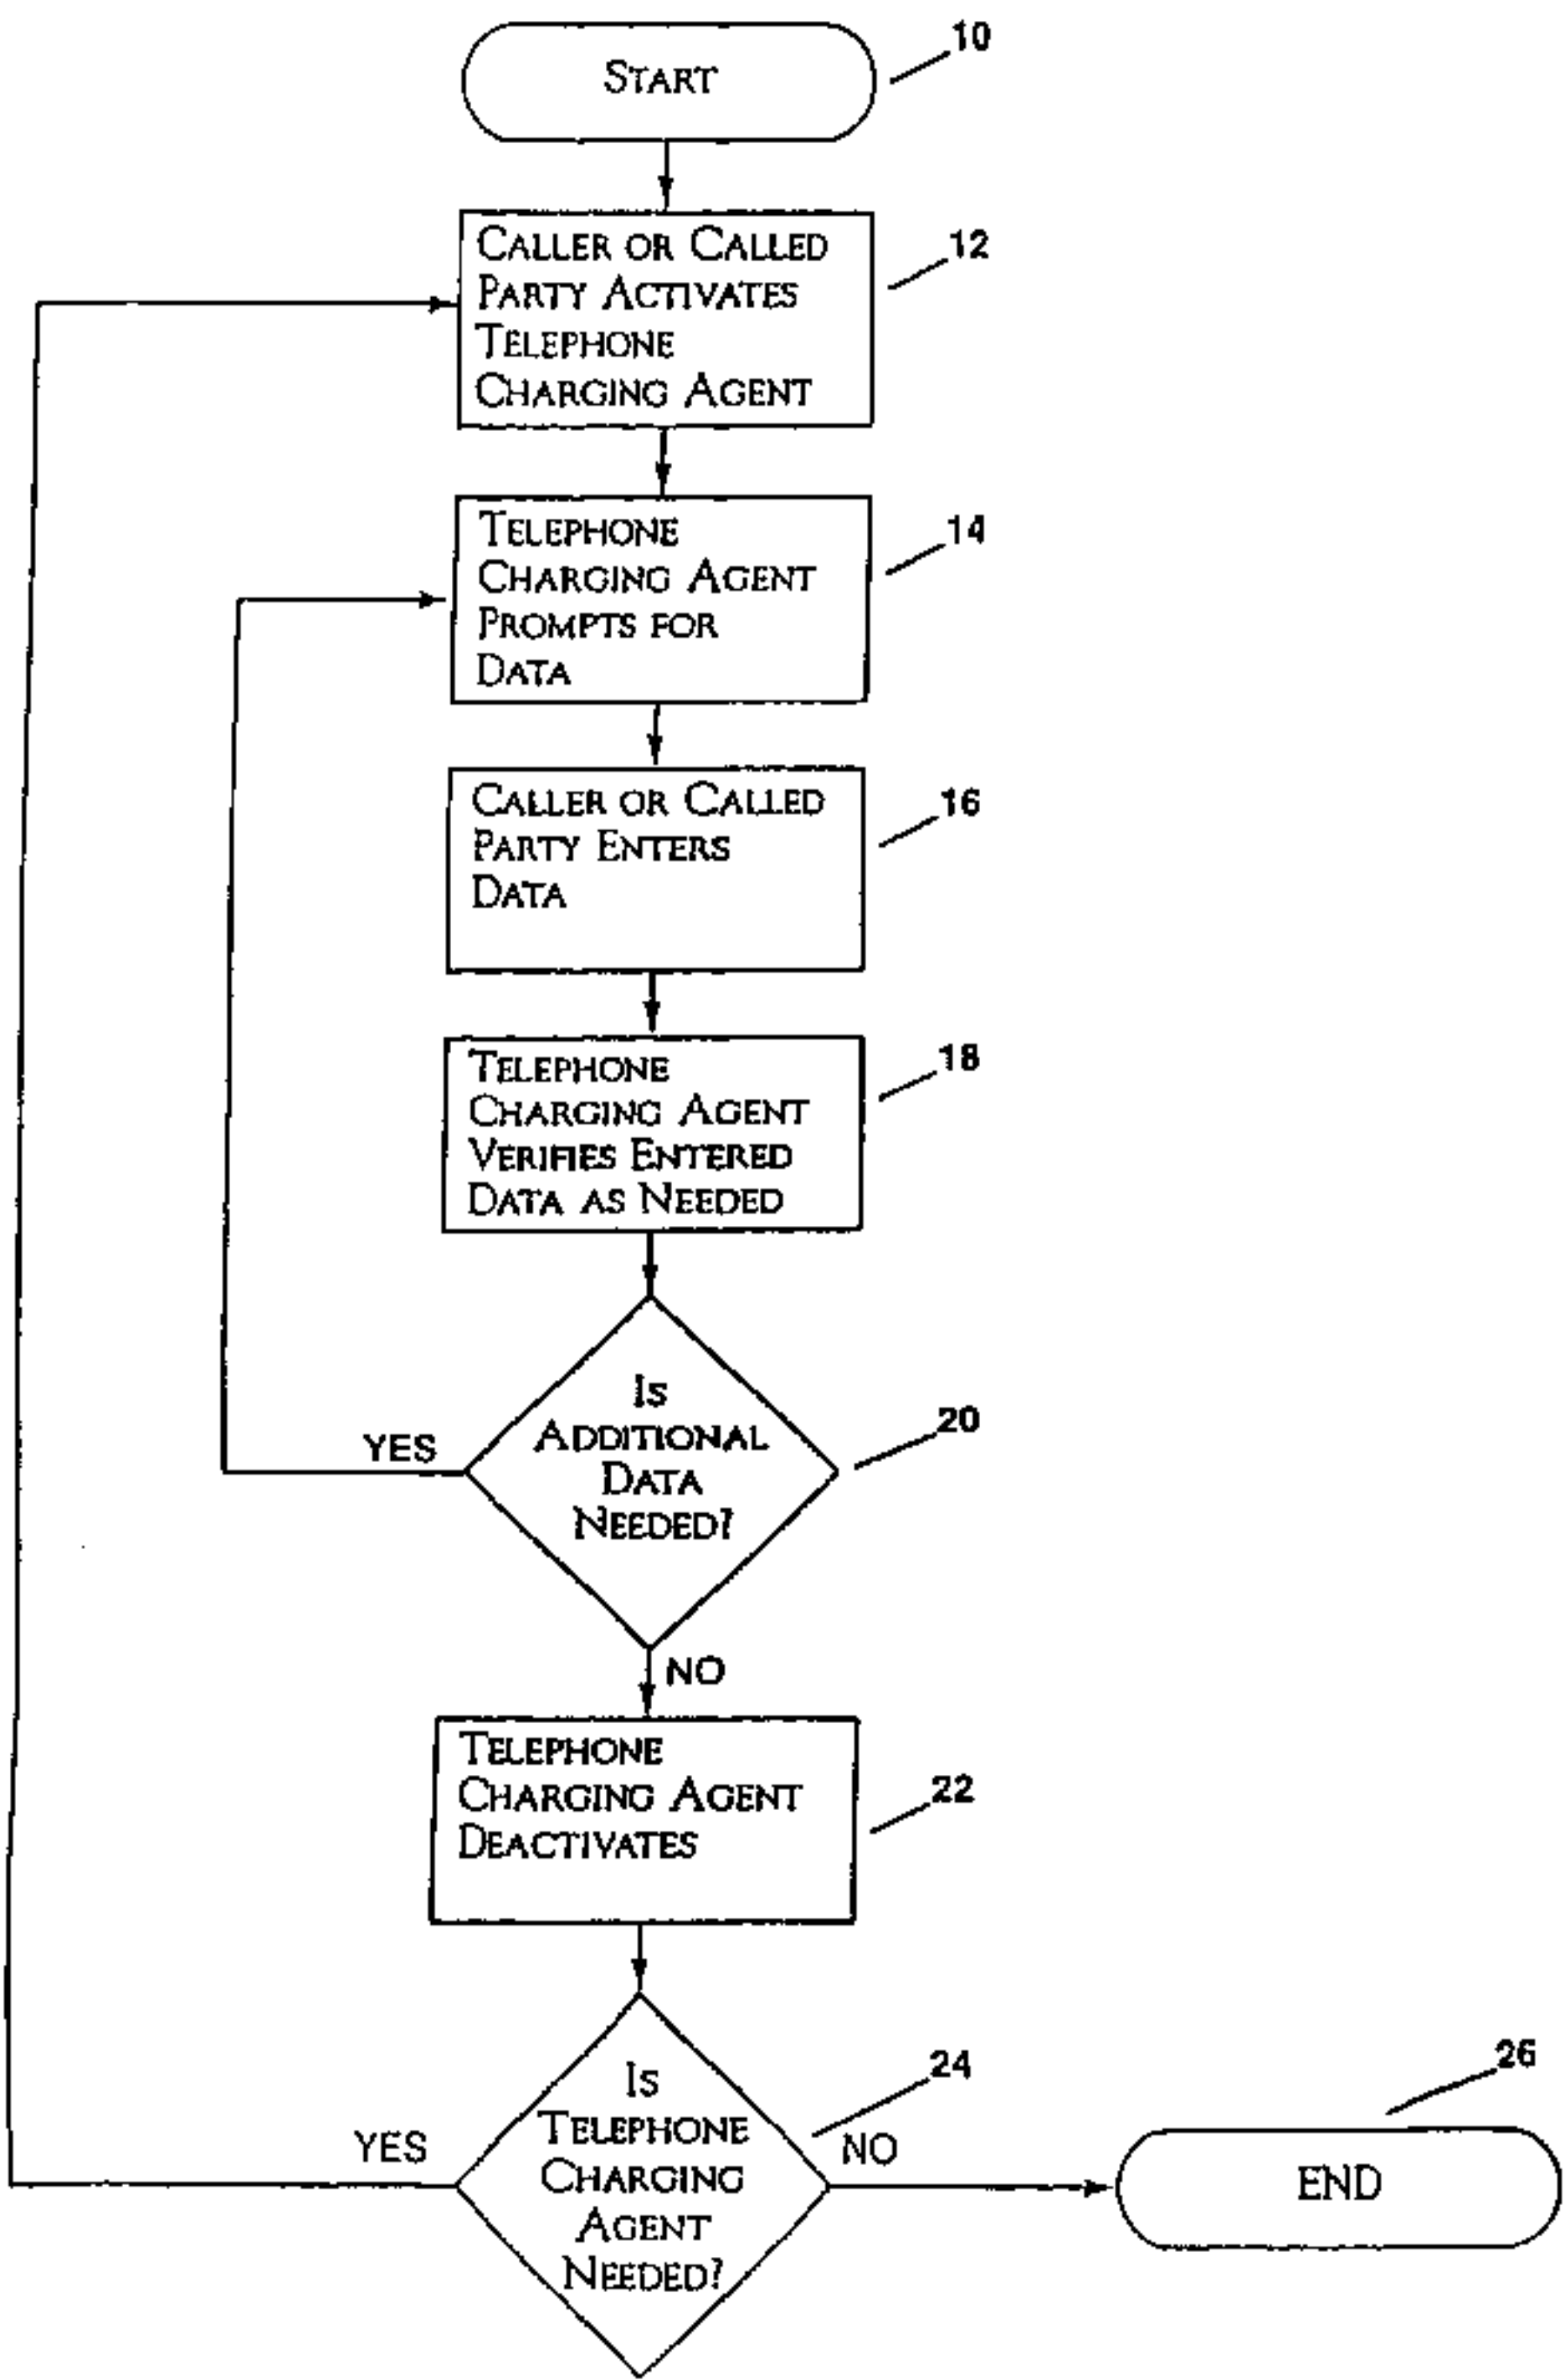 START
10
CALLER OR CALLED
PARTY ACTIVATES
TELEPHONE
CHARGING AGENT
12
TELEPHONE
CHARGING AGENT
PROMPTS FOR
DATA
14
CALLER OR CALLED
PARTY ENTERS
DATA
16
TELEPHONE
CHARGING AGENT
VERIFIES ENTERED
DATA AS NEEDED
18
IS
ADDITIONAL
DATA
NEEDED?
20
YES
NO
TELEPHONE
CHARGING AGENT
DEACTIVATES
22
IS
TELEPHONE
CHARGING
AGENT
NEEDED?
24
YES
NO
END
26